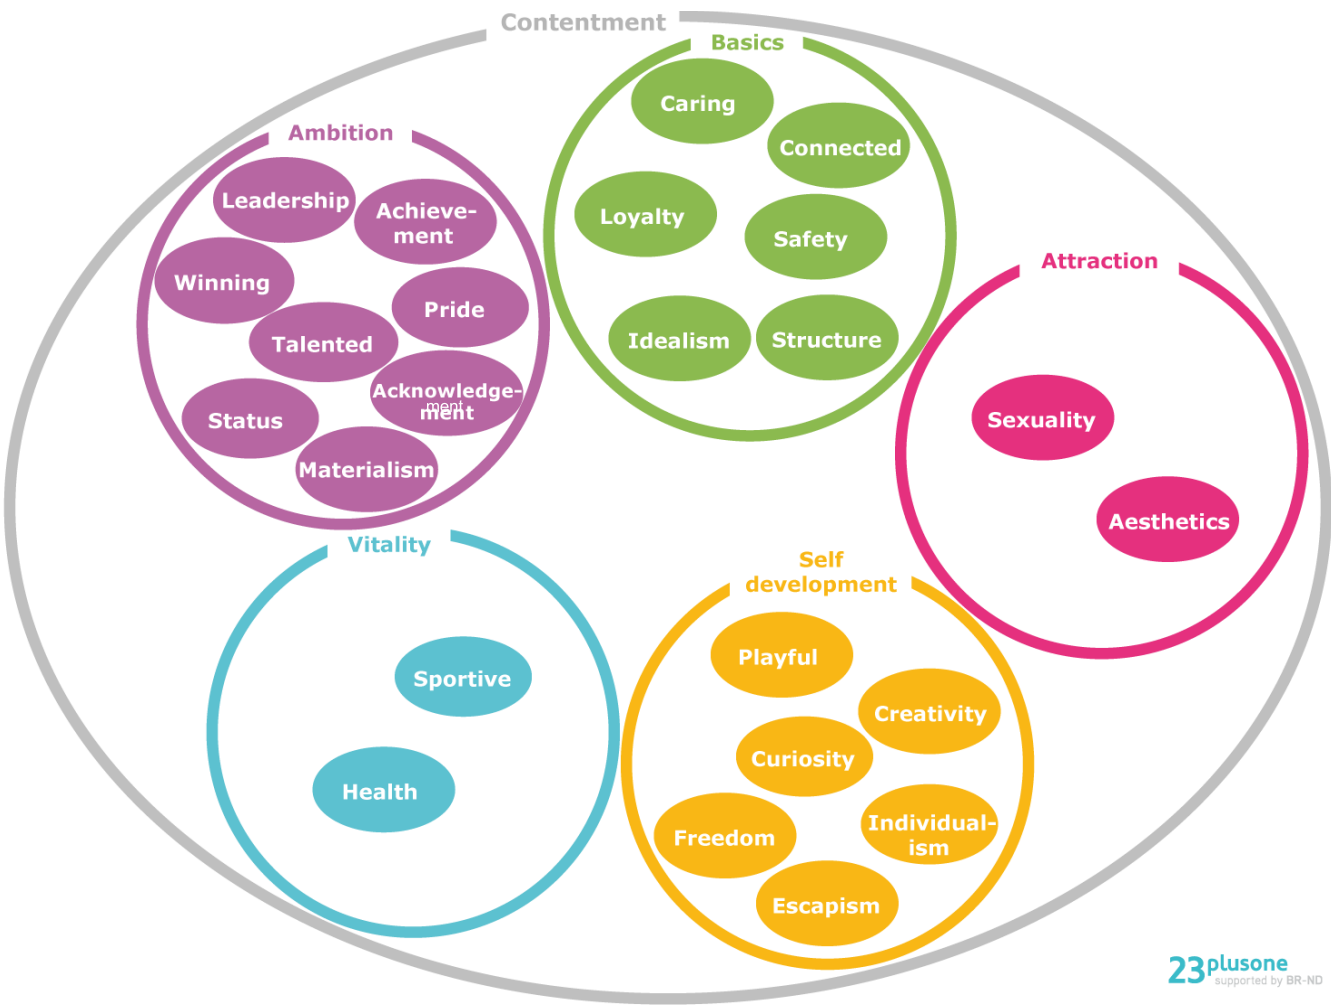 Contentment
Basics
Caring
Connected
Loyalty
Safety
Idealism
Structure
Ambition
Leadership
Achieve-
ment
Winning
Pride
Talented
Acknowledge-
ment
ment
Status
Materialism
Attraction
Sexuality
Aesthetics
Vitality
Sportive
Health
Self
development
Playful
Creativity
Curiosity
Individual-
ism
Freedom
Escapism
23plusone
supported by BR-ND